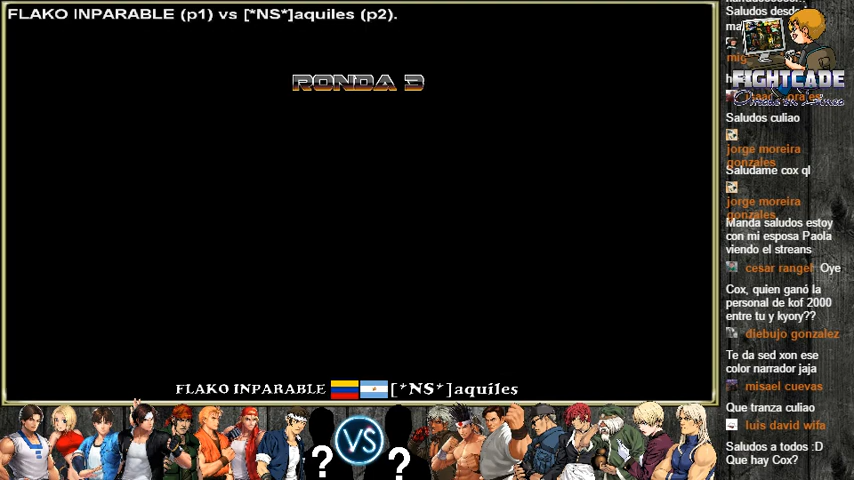 FLAKO INPARABLE (p1) vs [*NS*]aquiles (p2).
RONDA 3
FLAKO INPARABLE [*NS*]aquiles
VS
?
?
Saludos desde
FIGHTCADE
Saludos culiao
jorge moreira
gonzales
Saludame cox ql
jorge moreira
gonzales
Manda saludos estoy
con mi esposa Paola
viendo el streans
cesar rangel Oye
Cox, quien ganó la
personal de kof 2000
entre tu y kyory??
diebujo gonzalez
Te da sed xon ese
color narrador jaja
misael cuevas
Que tranza culiao
luis david wifa
Saludos a todos :D
Que hay Cox?